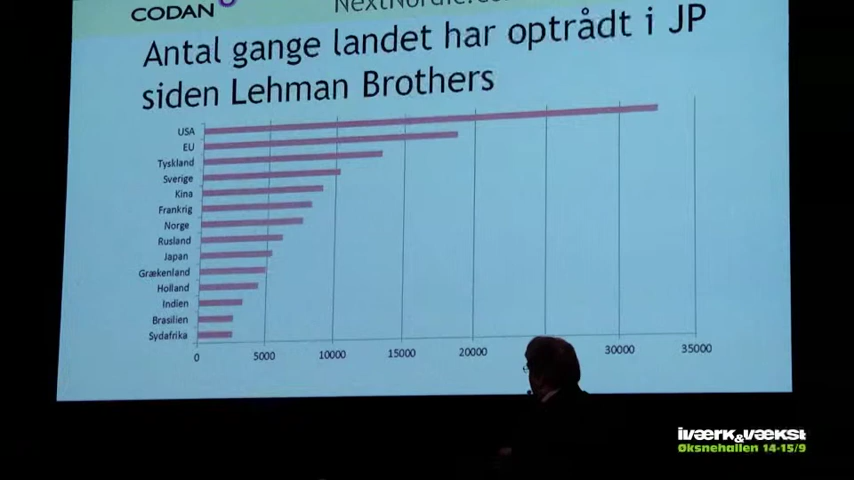 CODAN
NextNordic.co
Antal gange landet har optrådt i JP
siden Lehman Brothers
USA
EU
Tyskland
Sverige
Kina
Frankrig
Norge
Rusland
Japan
Grækenland
Holland
Indien
Brasilien
Sydafrika
0 5000 10000 15000 20000 30000 35000
iværk&vækst
Øksnehallen 14-15/9